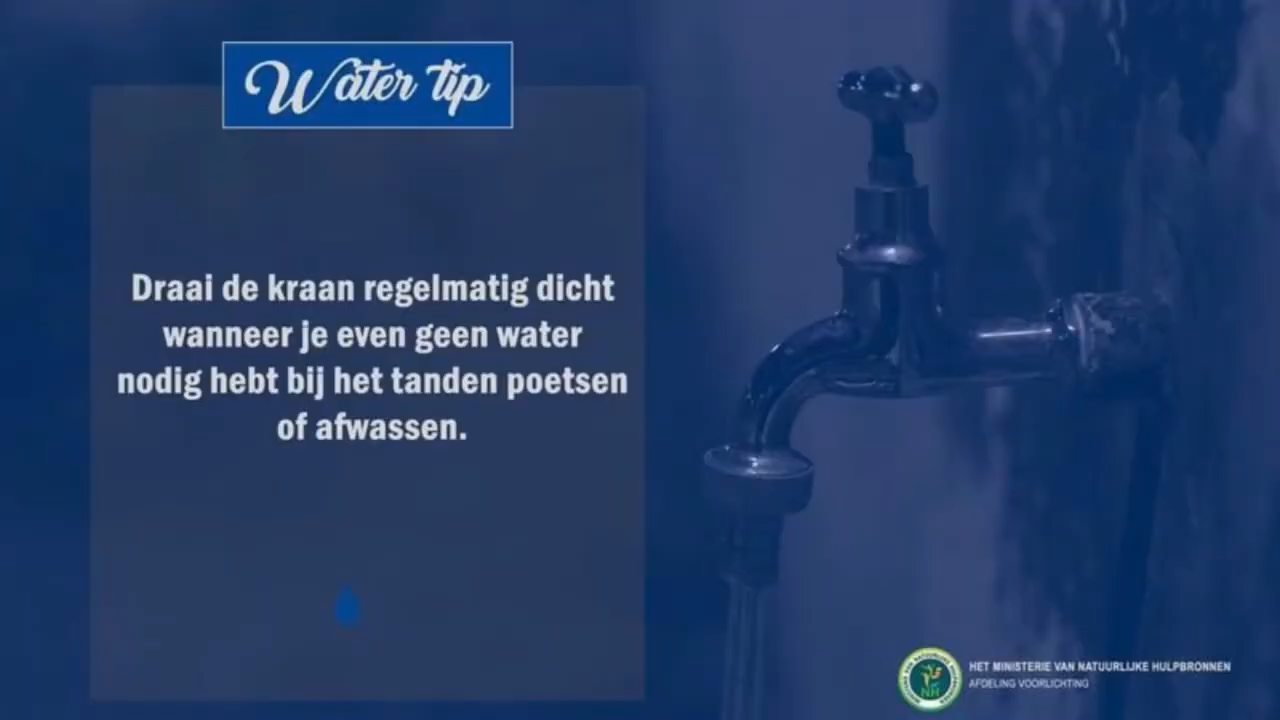 Water tip
Draai de kraan regelmatig dicht
wanneer je even geen water
nodig hebt bij het tanden poetsen
of afwassen.
NH
HET MINISTERIE VAN NATUURLIJKE HULPBRONNEN
AFDELING VOORLICHTING